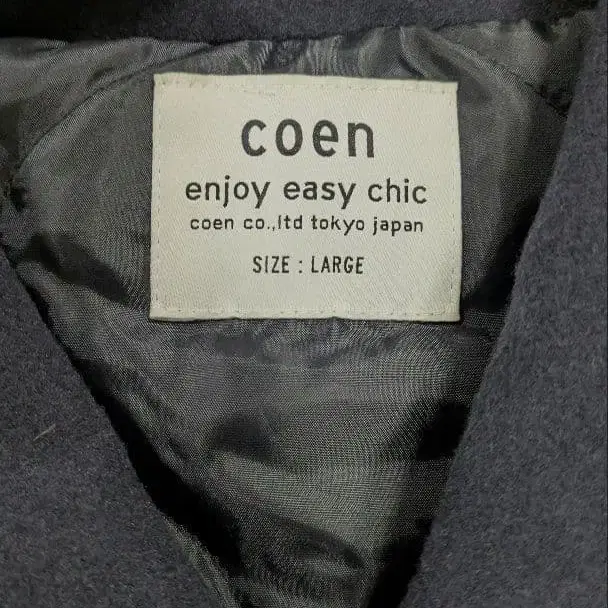 coen
enjoy easy chic
coen co.,ltd tokyo japan
SIZE : LARGE